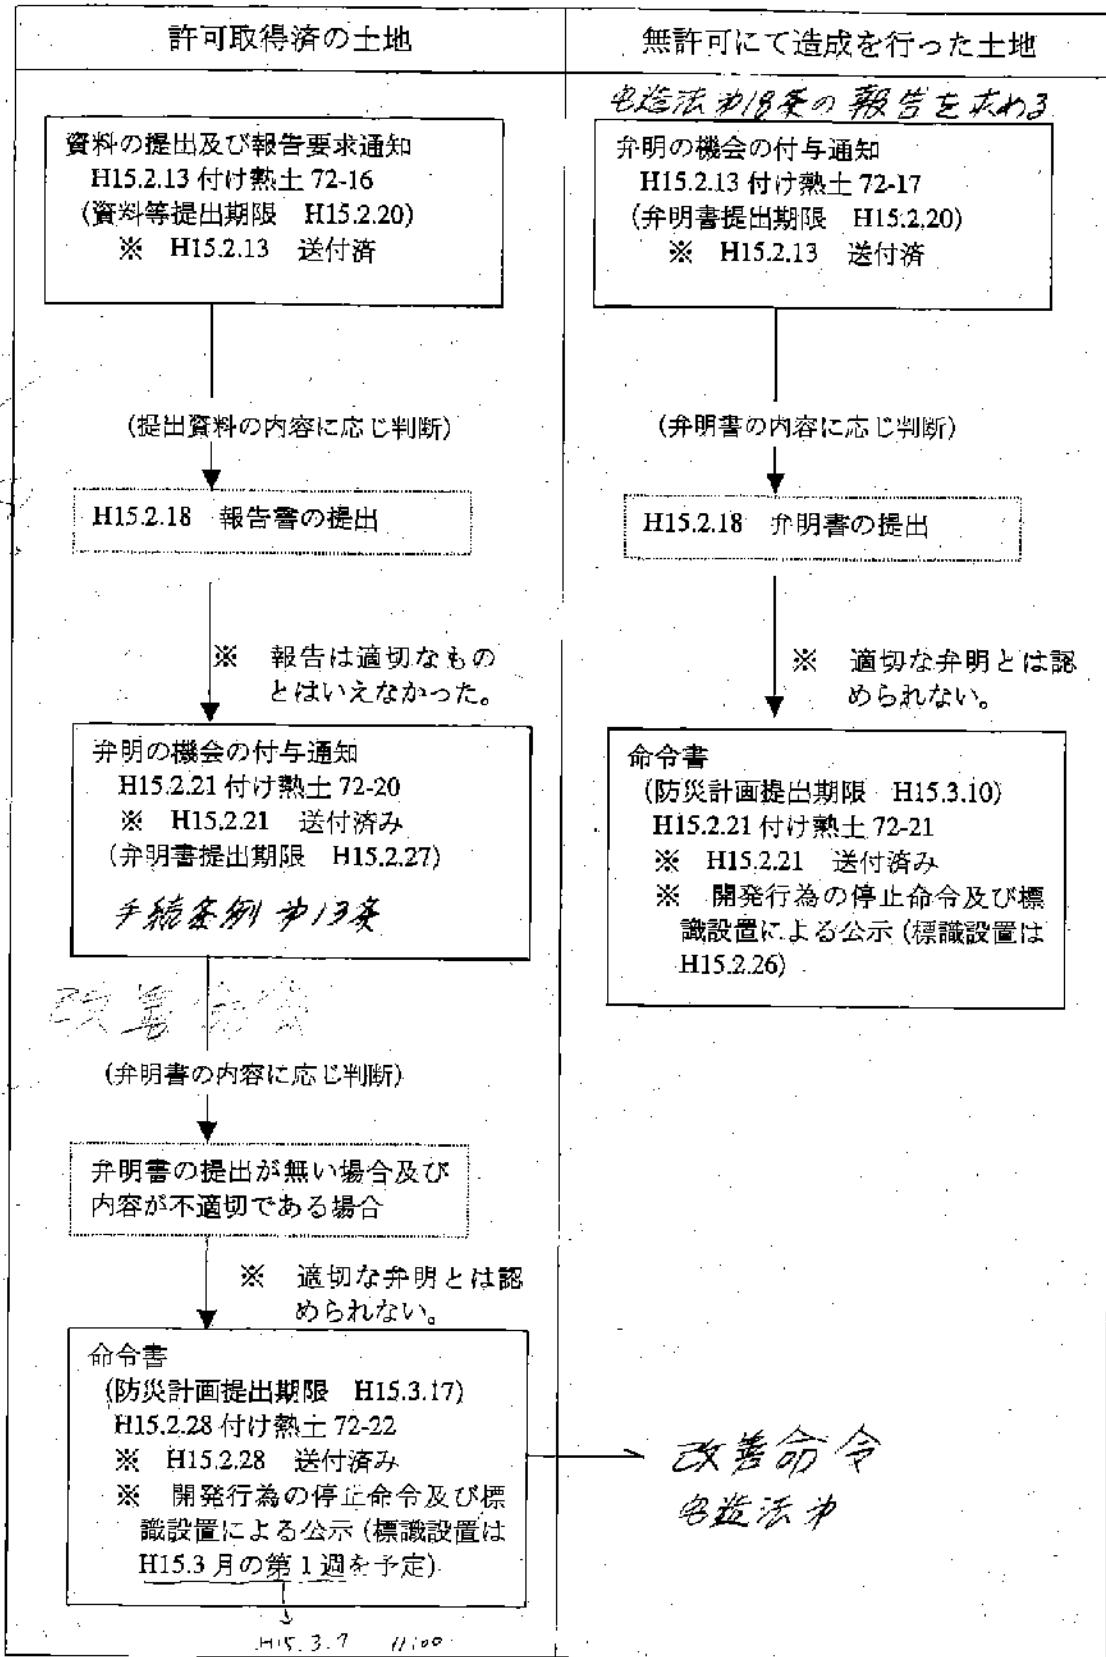 許可取得済の土地
資料の提出及び報告要求通知
H15.2.13 付け熱土 72-16
(資料等提出期限 H15.2.20)
※ H15.2.13 送付済
(提出資料の内容に応じ判断)
H15.2.18 報告書の提出
※ 報告は適切なもの
とはいえなかった。
弁明の機会の付与通知
H15.2.21 付け熱土 72-20
※ H15.2.21 送付済み
(弁明書提出期限 H15.2.27)
手続条例 第13条
改善命令
(弁明書の内容に応じ判断)
弁明書の提出が無い場合及び
内容が不適切である場合
※ 適切な弁明とは認
められない。
命令書
(防災計画提出期限 H15.3.17)
H15.2.28 付け熱土 72-22
※ H15.2.28 送付済み
※ 開発行為の停止命令及び標
識設置による公示 (標識設置は
H15.3 月の第 1 週を予定)
H15.3.7 11:00
無許可にて造成を行った土地
宅造法第18条の報告を求める
弁明の機会の付与通知
H15.2.13 付け熱土 72-17
(弁明書提出期限 H15.2.20)
※ H15.2.13 送付済
(弁明書の内容に応じ判断)
H15.2.18 弁明書の提出
※ 適切な弁明とは認
められない。
命令書
(防災計画提出期限 H15.3.10)
H15.2.21 付け熱土 72-21
※ H15.2.21 送付済み
※ 開発行為の停止命令及び標
識設置による公示 (標識設置は
H15.2.26)
改善命令
宅造法第